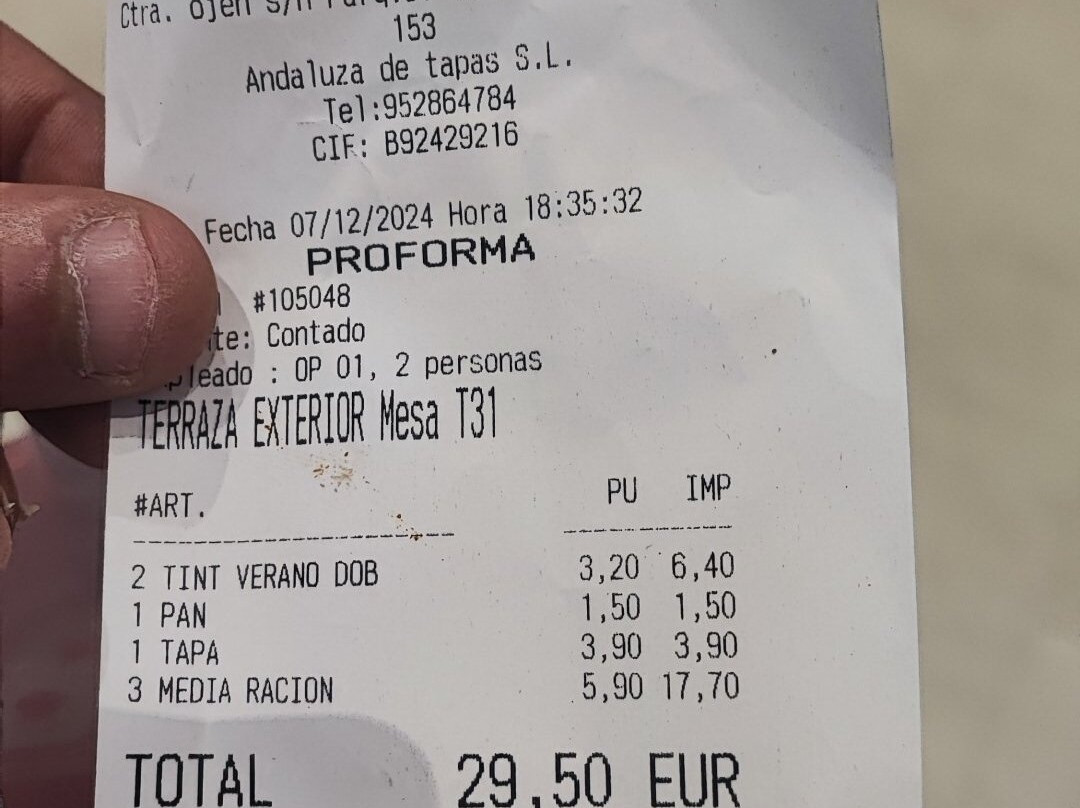 Ctra. Ojen s/n
153
Andaluza de tapas S.L.
Tel:952864784
CIF: B92429216
Fecha 07/12/2024 Hora 18:35:32
PROFORMA
#105048
Contado
: OP 01, 2 personas
TERRAZA EXTERIOR Mesa T31
#ART. PU IMP
2 TINT VERANO DOB 3,20 6,40
1 PAN 1,50 1,50
1 TAPA 3,90 3,90
3 MEDIA RACION 5,90 17,70
TOTAL 29,50 EUR